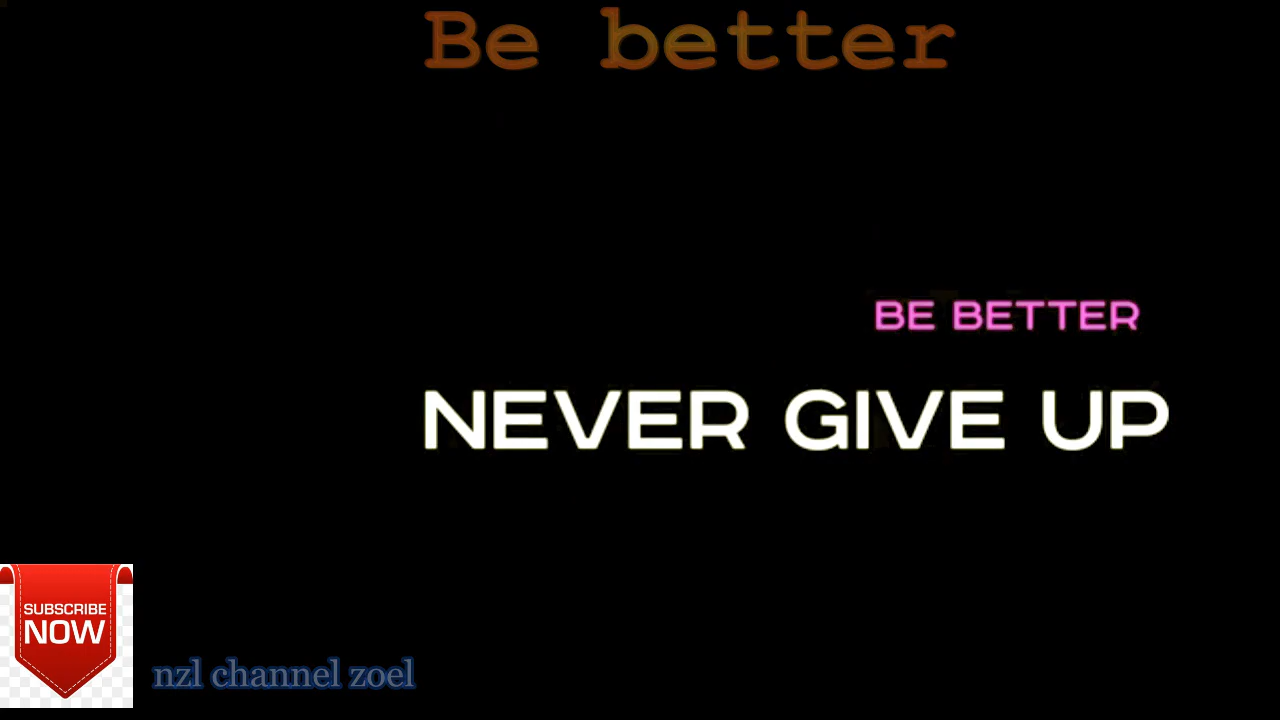 Be better
BE BETTER
NEVER GIVE UP
SUBSCRIBE
NOW
nzl channel zoel